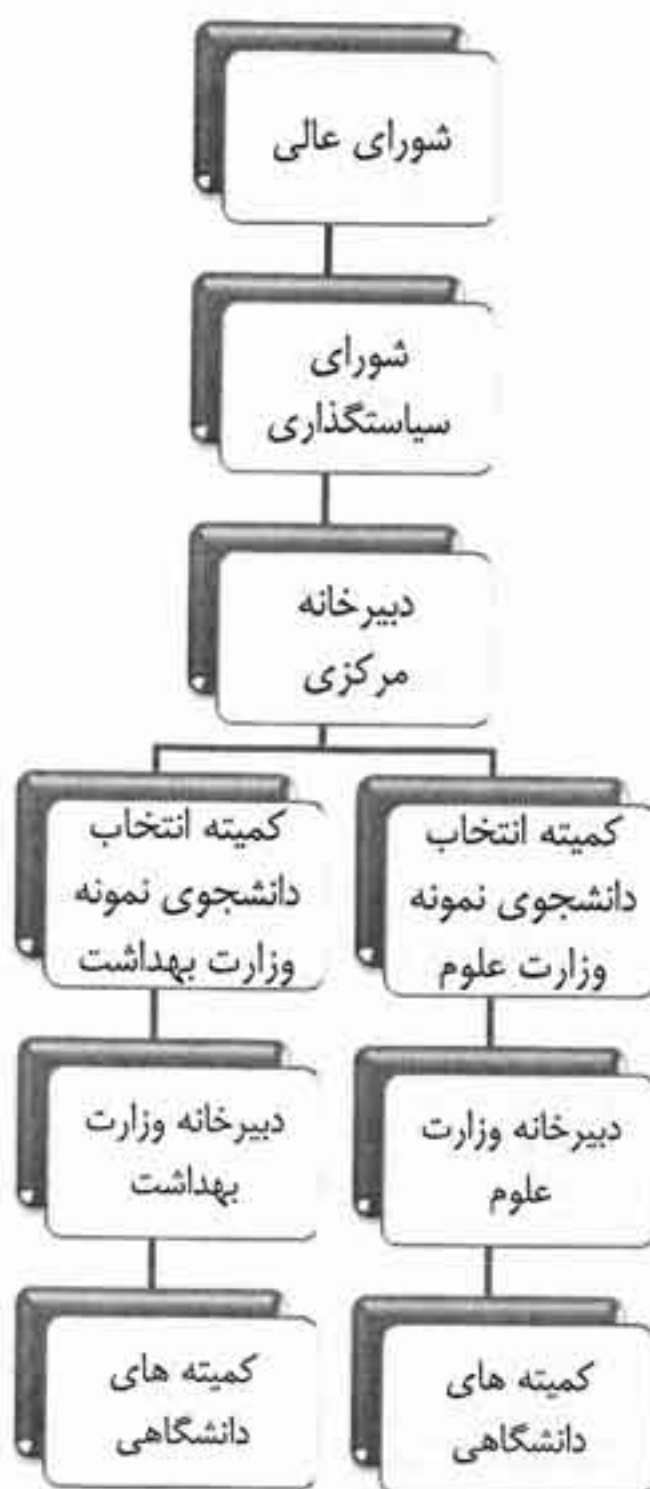 شورای عالی
شورای
سیاستگذاری
دبیرخانه
مرکزی
کمیته انتخاب
دانشجوی نمونه
وزارت علوم
کمیته انتخاب
دانشجوی نمونه
وزارت بهداشت
دبیرخانه وزارت
علوم
دبیرخانه وزارت
بهداشت
کمیته های
دانشگاهی
کمیته های
دانشگاهی